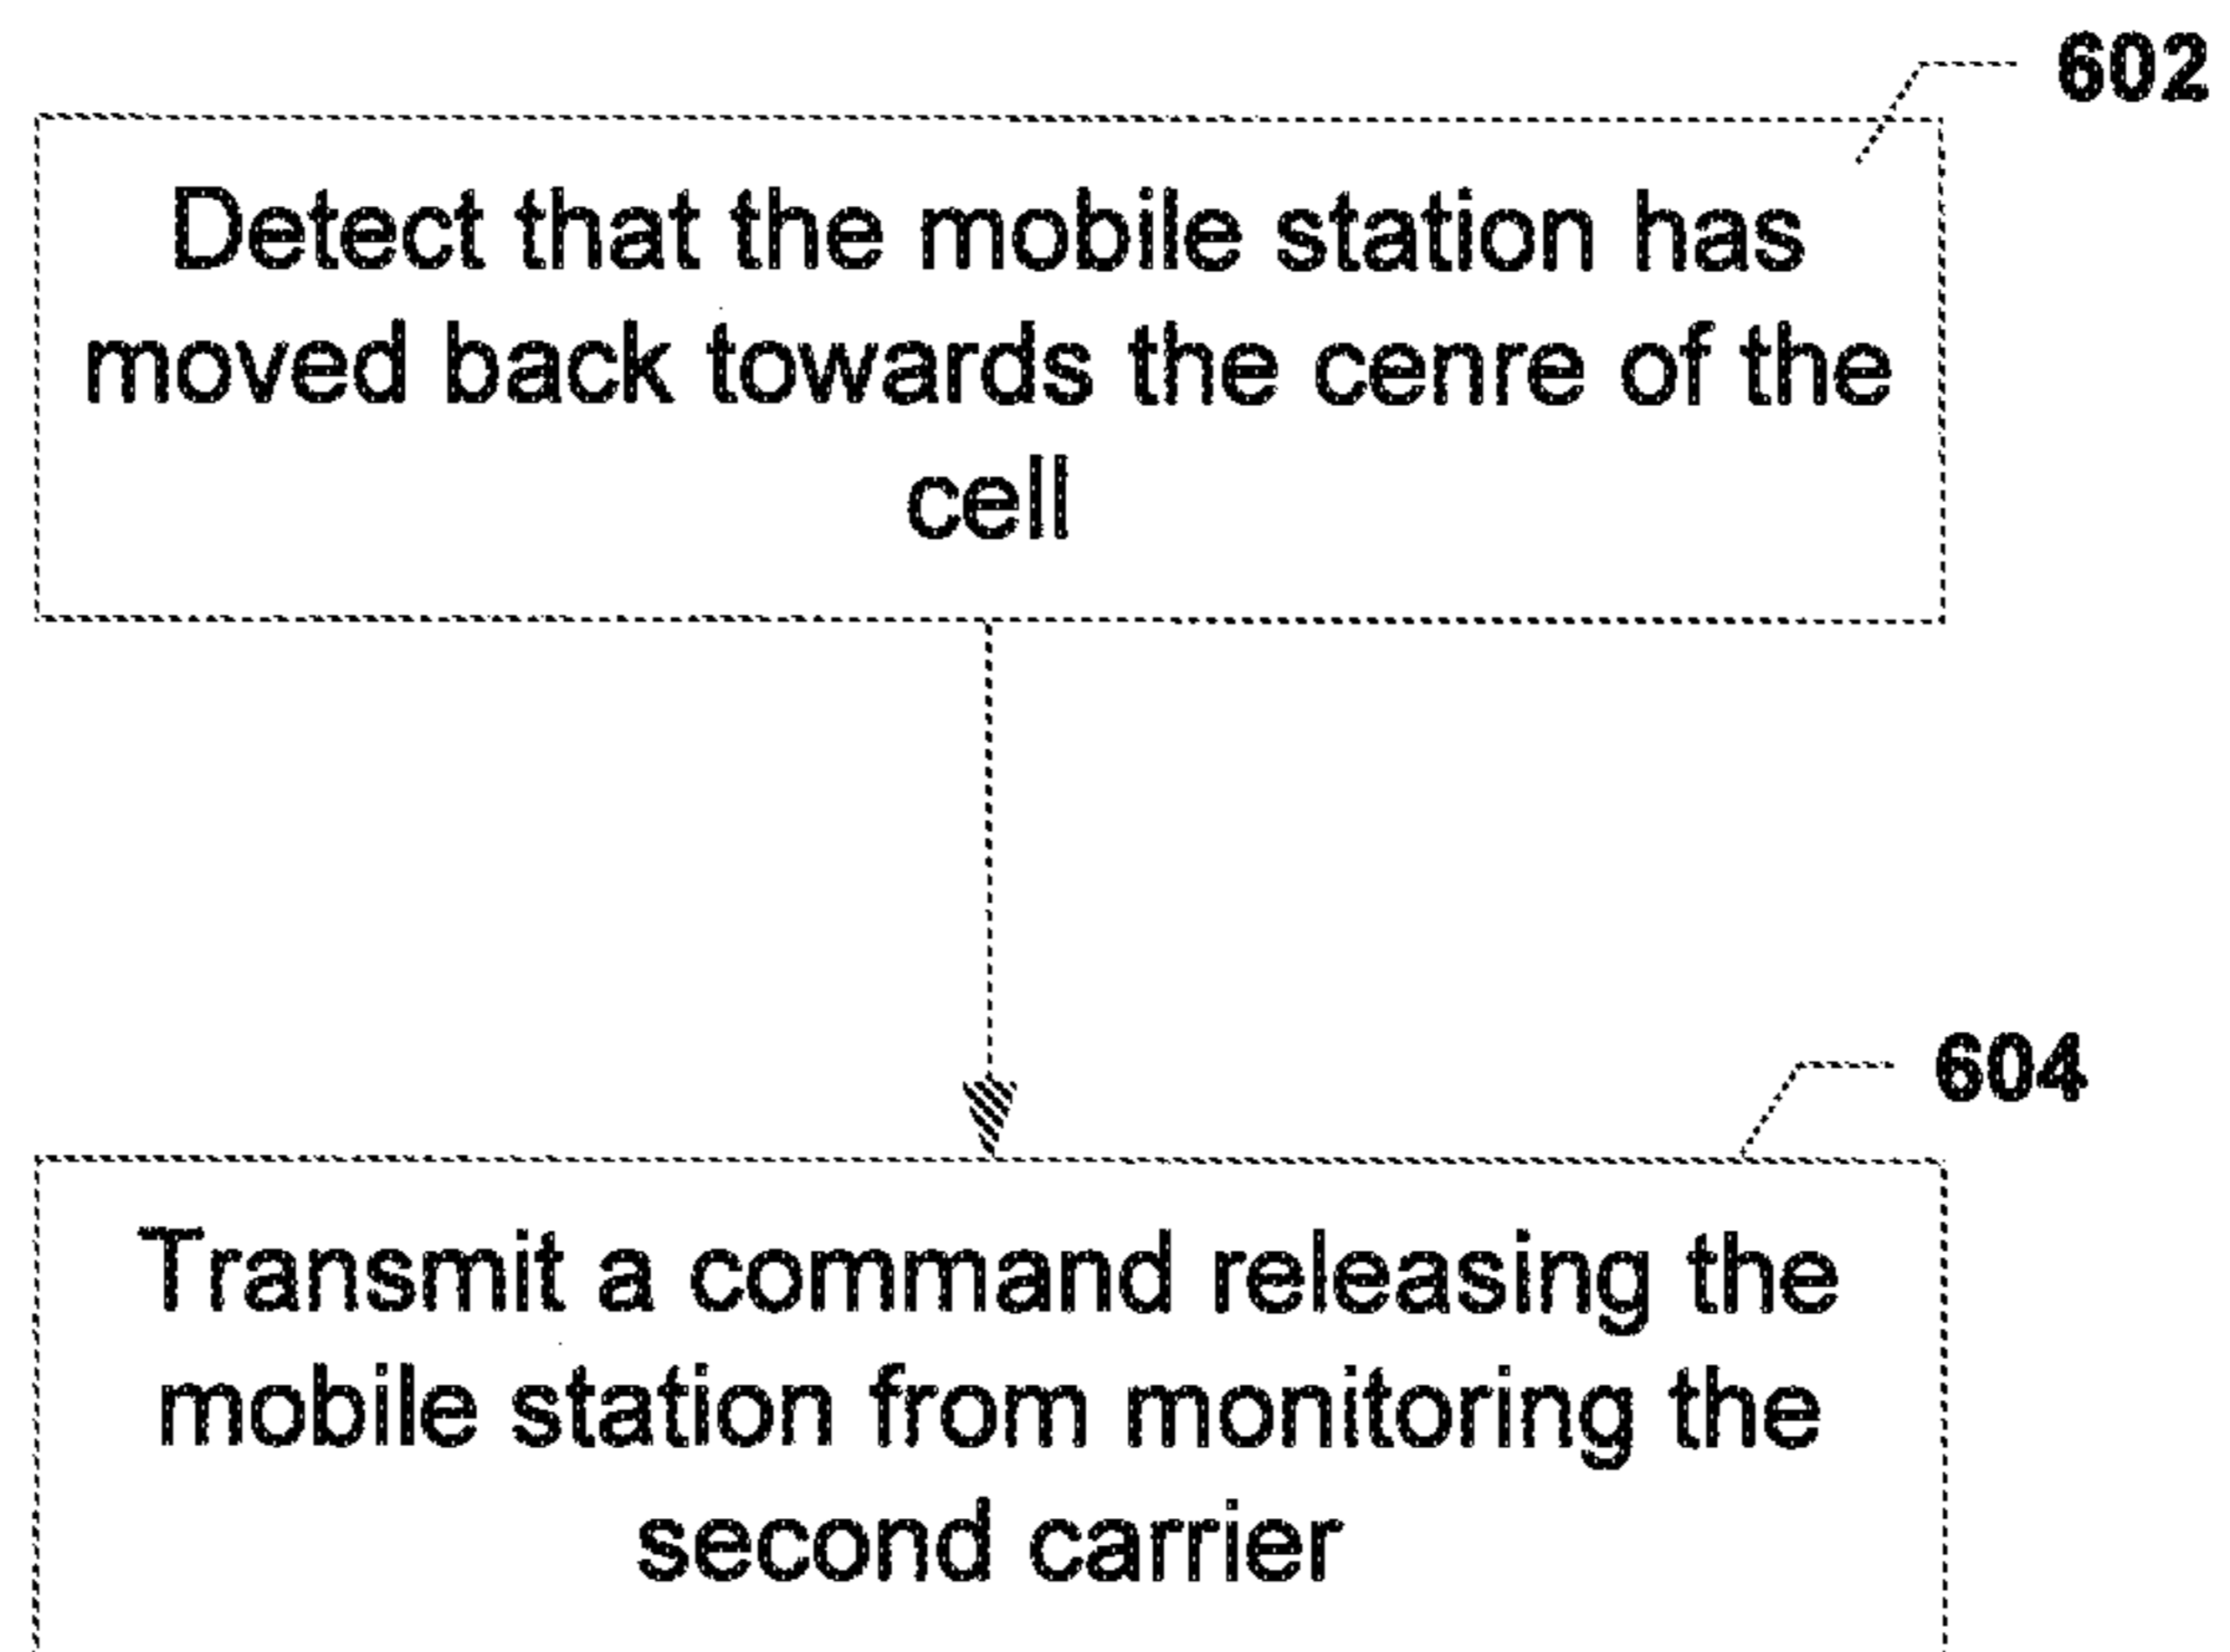 602
Detect that the mobile station has
moved back towards the cenre of the
cell
604
Transmit a command releasing the
mobile station from monitoring the
second carrier